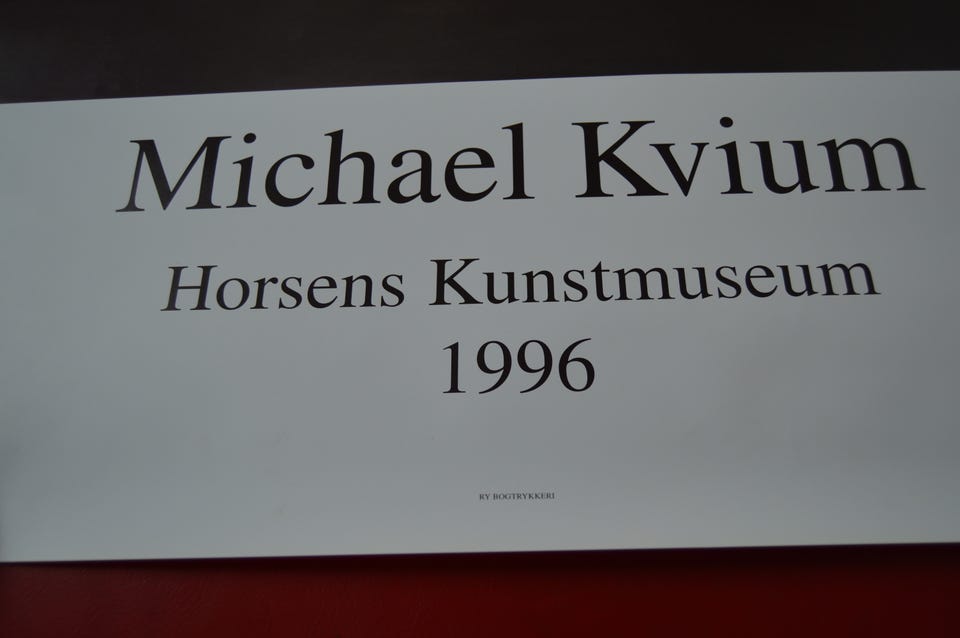 Michael Kvium
Horsens Kunstmuseum
1996
RY BOGTRYKKERI